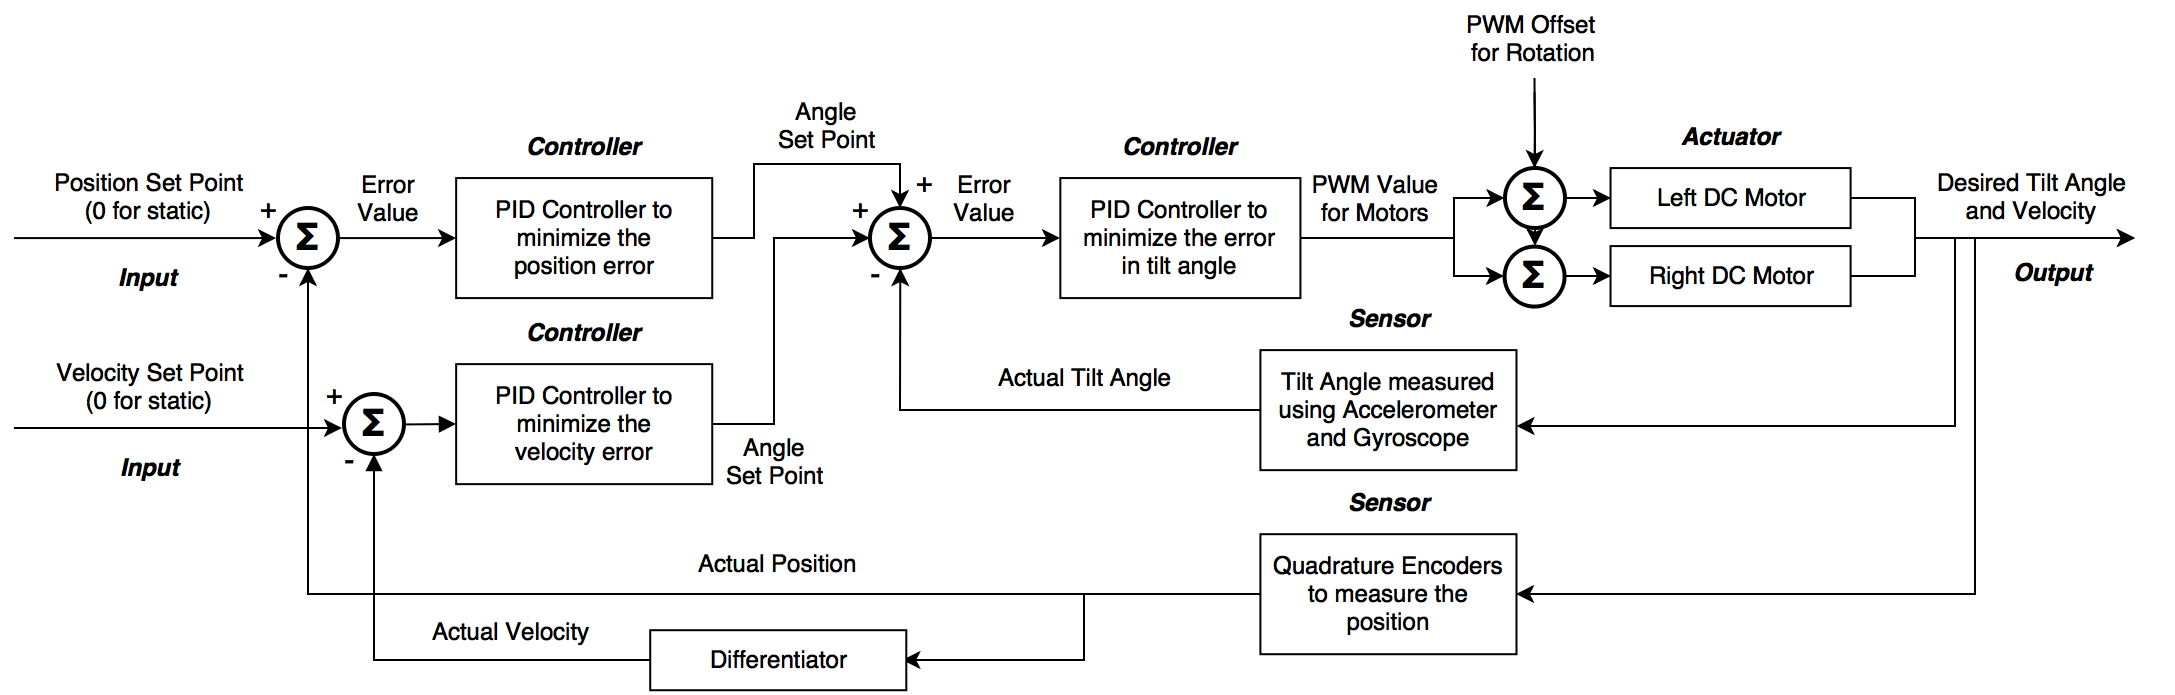 PWM Offset
for Rotation
Angle
Set Point
Controller
Controller
Actuator
Position Set Point
(0 for static)
+
Error
Value
PID Controller to
minimize the
position error
+
+
Error
Value
PID Controller to
minimize the error
in tilt angle
PWM Value
for Motors
Σ
Left DC Motor
Desired Tilt Angle
and Velocity
Σ
Σ
Input
-
-
Σ
Right DC Motor
Output
Controller
Sensor
Velocity Set Point
(0 for static)
+
Σ
PID Controller to
minimize the
velocity error
Actual Tilt Angle
Tilt Angle measured
using Accelerometer
and Gyroscope
Input
-
Angle
Set Point
Sensor
Actual Position
Quadrature Encoders
to measure the
position
Actual Velocity
Differentiator